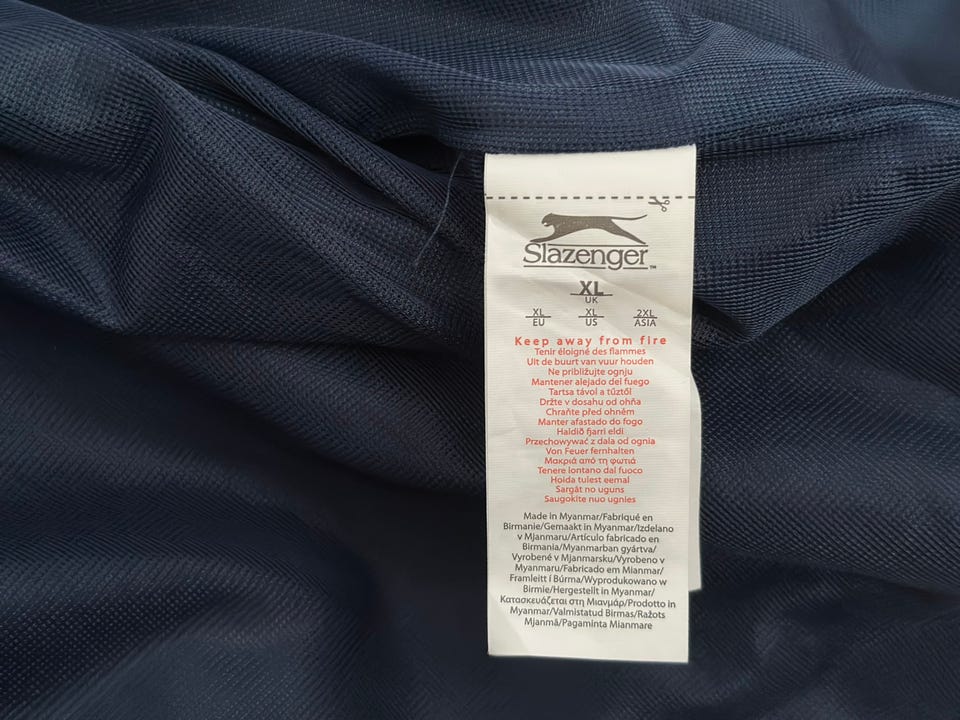 Slazenger™
XL
UK
XL XL 2XL
EU US ASIA
Keep away from fire
Tenir éloigné des flammes
Uit de buurt van vuur houden
Ne približujte ognju
Mantener alejado del fuego
Tartsa távol a tűztől
Držte v dosahu od ohňa
Chraňte před ohněm
Manter afastado do fogo
Haldið fjarri eldi
Przechowywać z dala od ognia
Von Feuer fernhalten
Μακριά από τη φωτιά
Tenere lontano dal fuoco
Hoida tulest eemal
Sargāt no uguns
Saugokite nuo ugnies
Made in Myanmar/Fabriqué en
Birmanie/Gemaakt in Myanmar/Izdelano
v Mjanmaru/Artículo fabricado en
Birmania/Myanmarban gyártva/
Vyrobené v Mjanmarsku/Vyrobeno v
Myanmaru/Fabricado em Mianmar/
Framleitt í Búrma/Wyprodukowano w
Birmie/Hergestellt in Myanmar/
Κατασκευάζεται στη Μιανμάρ/Prodotto in
Myanmar/Valmistatud Birmas/Ražots
Mjanmā/Pagaminta Mianmare